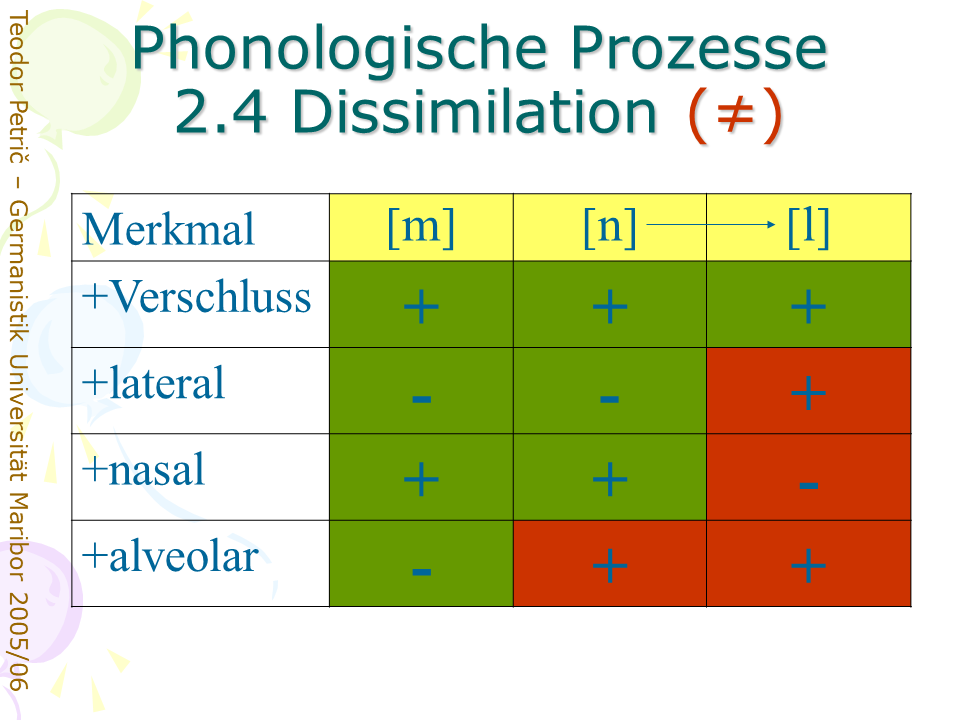 Phonologische Prozesse
2.4 Dissimilation (≠)
Merkmal [m] [n] [l]
+Verschluss + + +
+lateral - - +
+nasal + + -
+alveolar - + +
Teodor Petrič – Germanistik Universität Maribor 2005/06